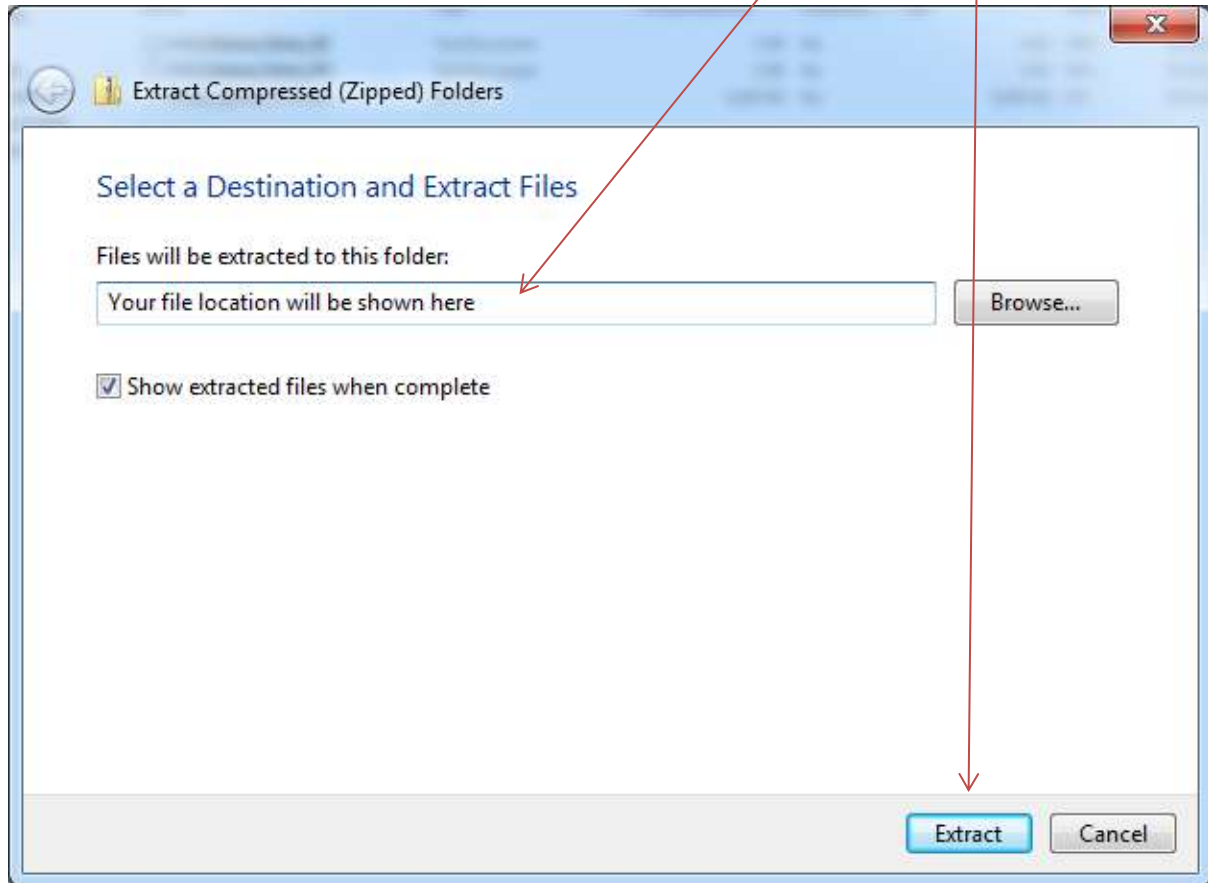 Extract Compressed (Zipped) Folders
Select a Destination and Extract Files
Files will be extracted to this folder:
Your file location will be shown here
Browse...
Show extracted files when complete
Extract
Cancel